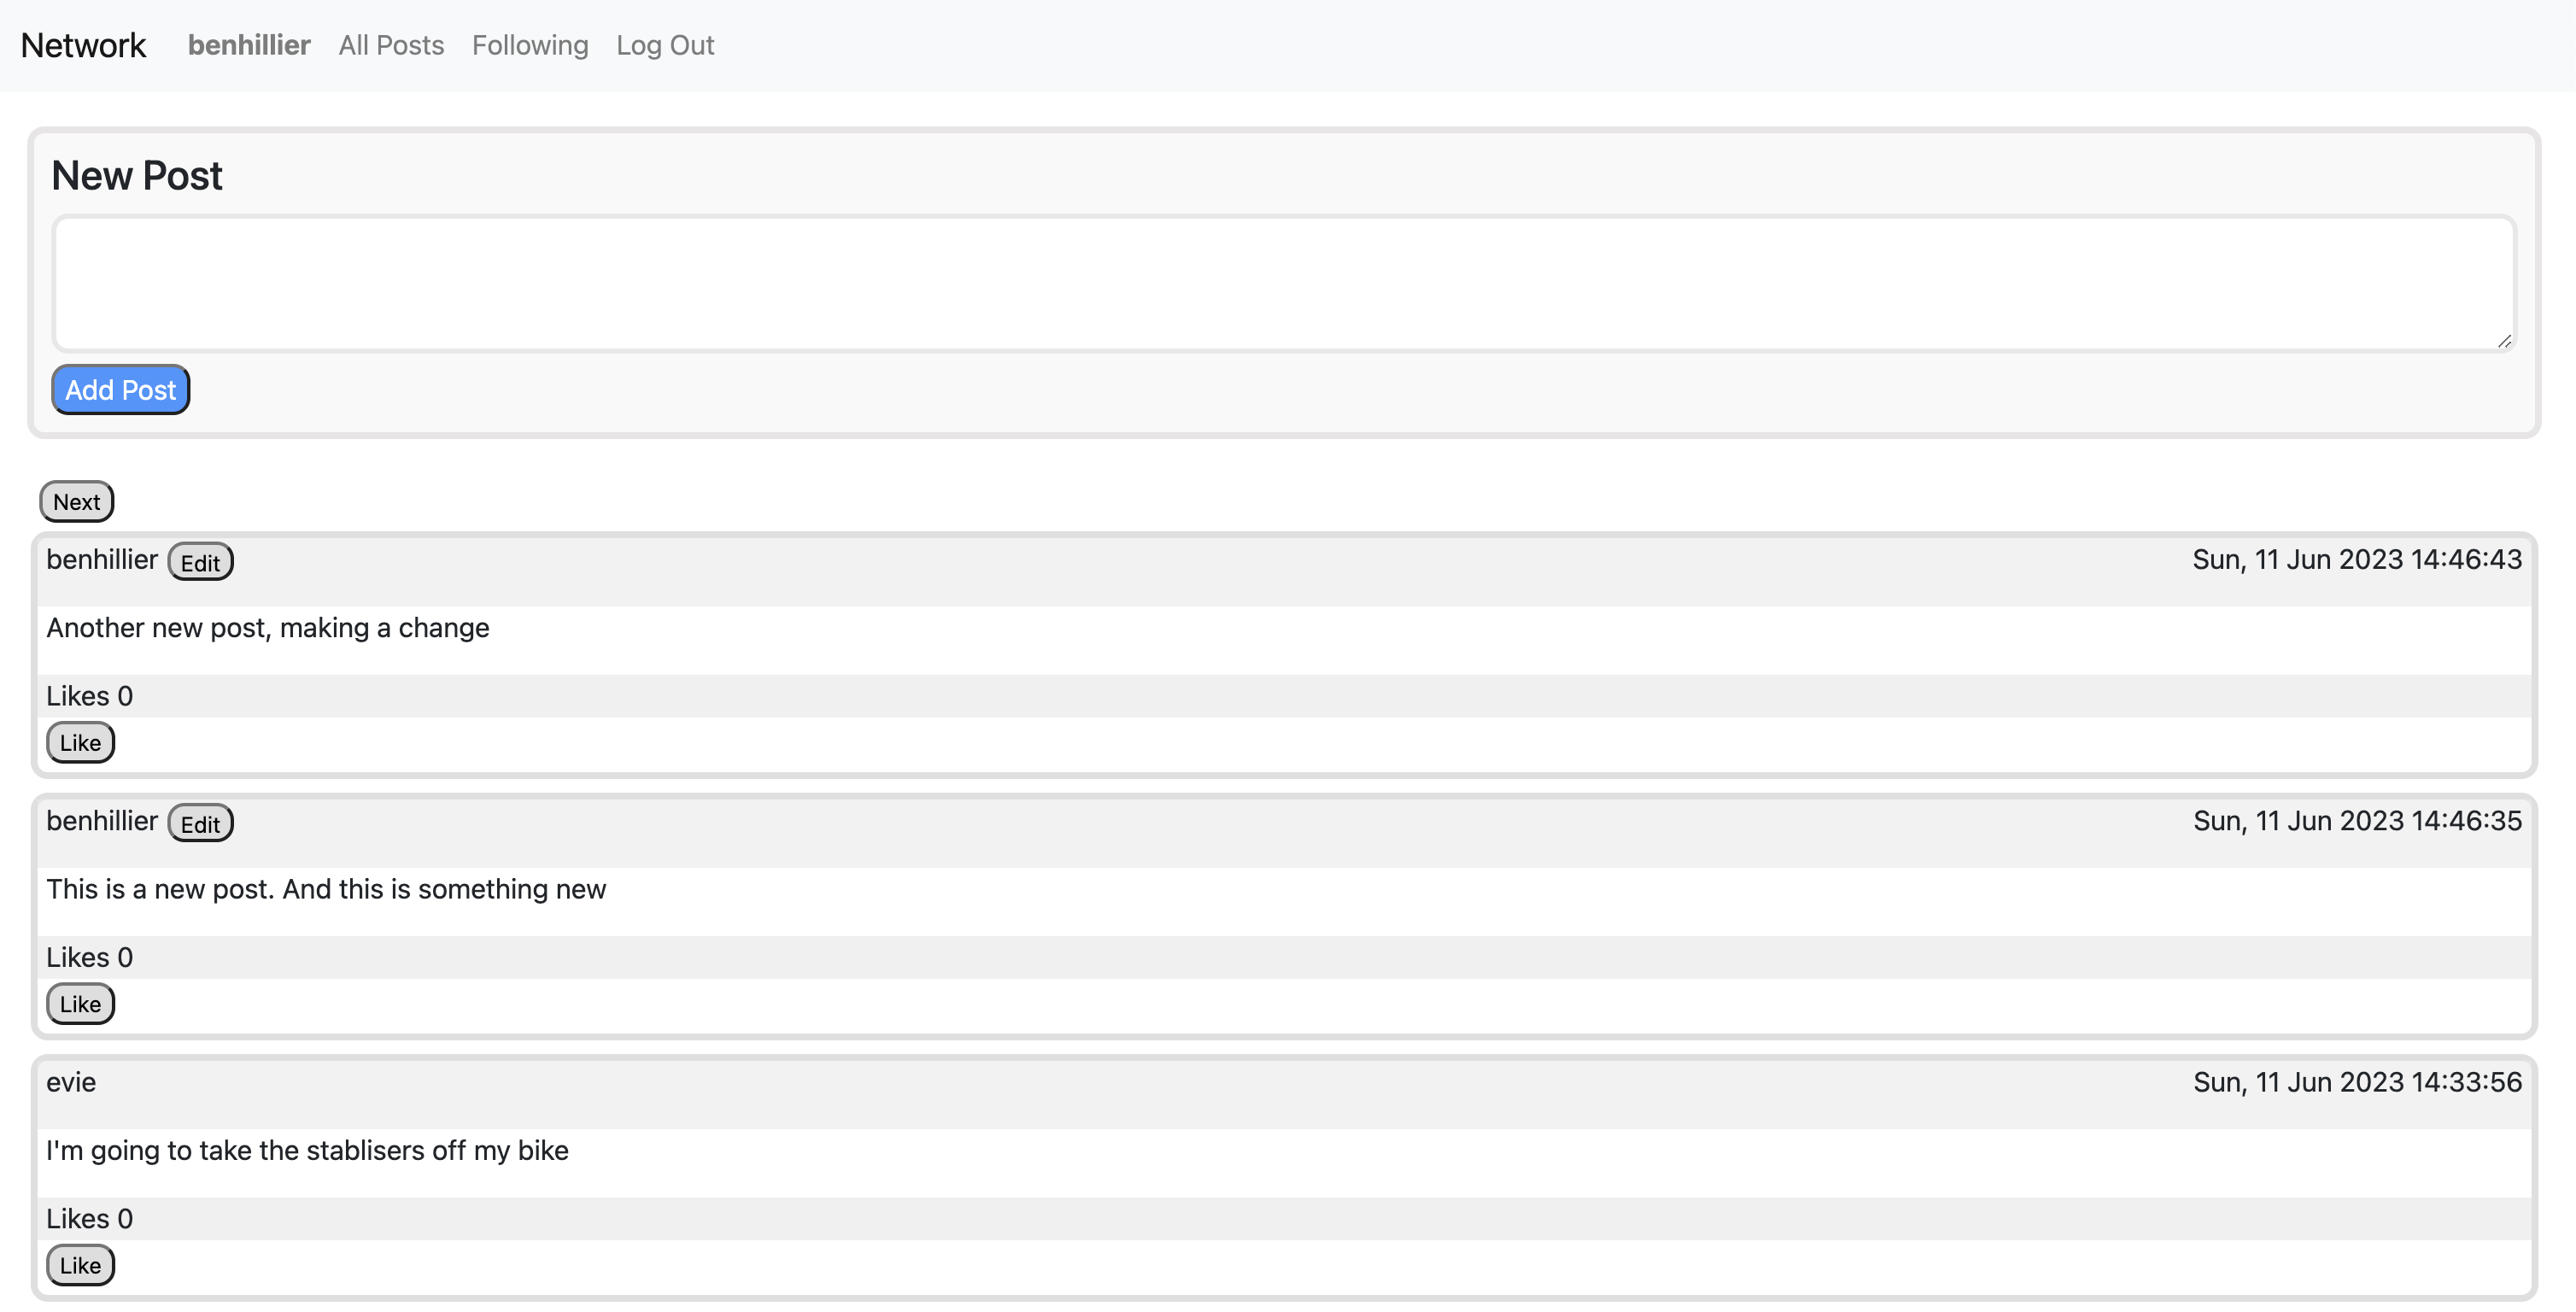 Network benhillier All Posts Following Log Out
New Post
Add Post
Next
benhillier Edit Sun, 11 Jun 2023 14:46:43
Another new post, making a change
Likes 0
Like
benhillier Edit Sun, 11 Jun 2023 14:46:35
This is a new post. And this is something new
Likes 0
Like
evie Sun, 11 Jun 2023 14:33:56
I'm going to take the stablisers off my bike
Likes 0
Like